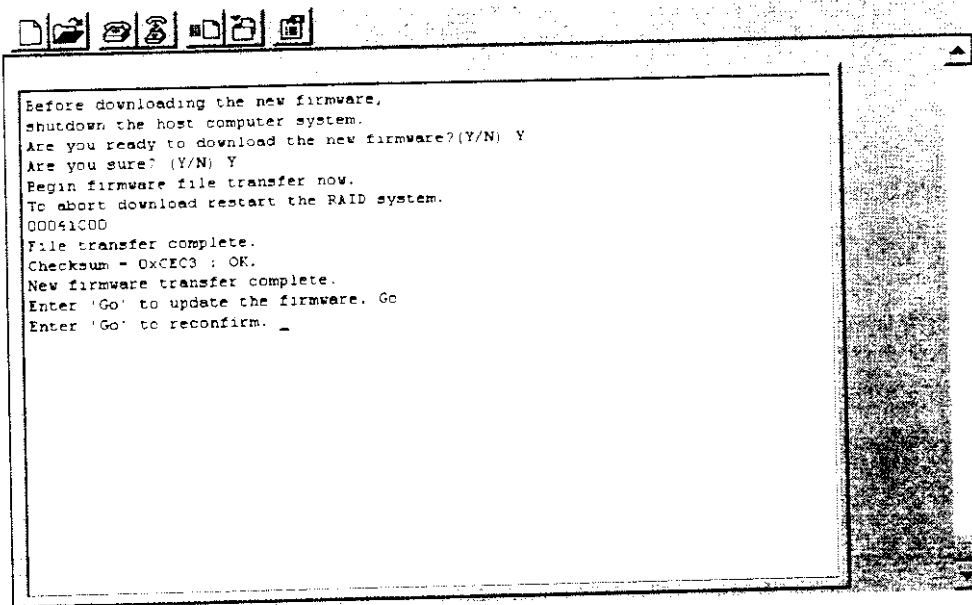 Before downloading the new firmware,
shutdown the host computer system.
Are you ready to download the new firmware?(Y/N) Y
Are you sure? (Y/N) Y
Begin firmware file transfer now.
To abort download restart the RAID system.
00041C00
File transfer complete.
Checksum = 0xCEC3 : OK.
New firmware transfer complete.
Enter 'Go' to update the firmware. Go
Enter 'Go' to reconfirm. _